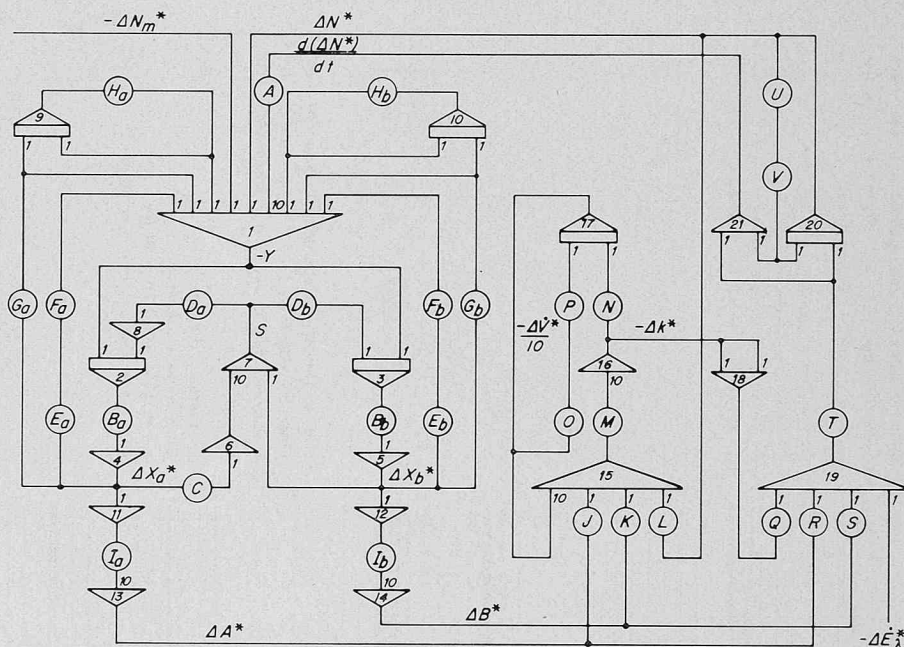 -ΔNm* ΔN*
d(ΔN*)
dt
Ha A Hb U
9 10
1 1 1 1
V
1 1 1 1 1 10 1 1 1 1
17 21 20
1
-Y
1 1 1 1 1 1
Ga Fa Da Db Fb Gb P N
1 S 1 1
8
-ΔV̇*
10
-Δk*
1 1 7 1 1 16 1 1
2 10 1 3 10 18
Ba Ea 6 Bb Eb O M T
1 1 1
4 5
ΔXa* C ΔXb* 15 19
1 1 10 1 1 1 1 1 1 1
11 12 J K L Q R S
Ia Ib
10 10
13 14
ΔB*
ΔA* -ΔĖλ*